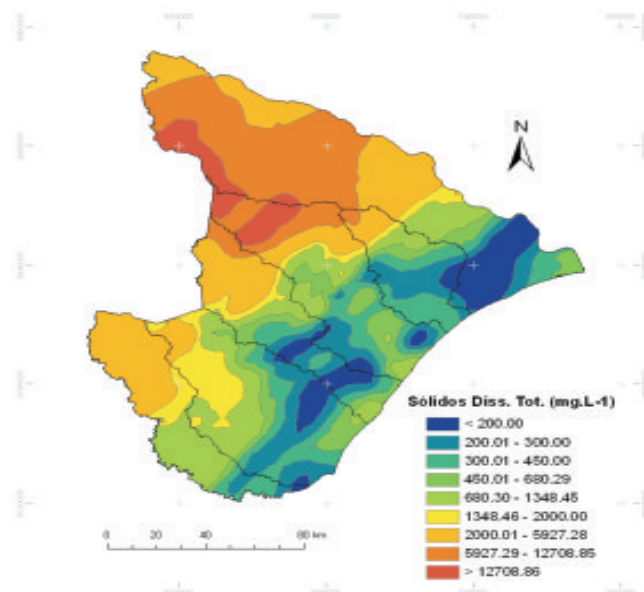 N
Sólidos Diss. Tot. (mg.L-1)
< 200.00
200.01 - 300.00
300.01 - 450.00
450.01 - 680.29
680.30 - 1348.45
1348.46 - 2000.00
2000.01 - 5927.28
5927.29 - 12708.85
> 12708.86
0 20 40 80 km